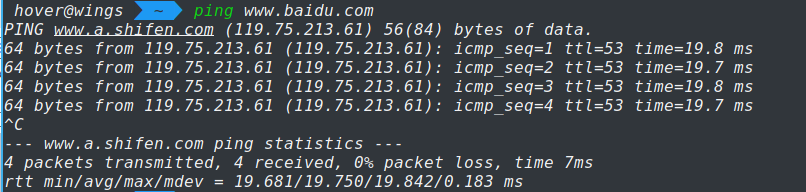 hover@wings ~ ping www.baidu.com
PING www.a.shifen.com (119.75.213.61) 56(84) bytes of data.
64 bytes from 119.75.213.61 (119.75.213.61): icmp_seq=1 ttl=53 time=19.8 ms
64 bytes from 119.75.213.61 (119.75.213.61): icmp_seq=2 ttl=53 time=19.7 ms
64 bytes from 119.75.213.61 (119.75.213.61): icmp_seq=3 ttl=53 time=19.8 ms
64 bytes from 119.75.213.61 (119.75.213.61): icmp_seq=4 ttl=53 time=19.7 ms
^C
--- www.a.shifen.com ping statistics ---
4 packets transmitted, 4 received, 0% packet loss, time 7ms
rtt min/avg/max/mdev = 19.681/19.750/19.842/0.183 ms